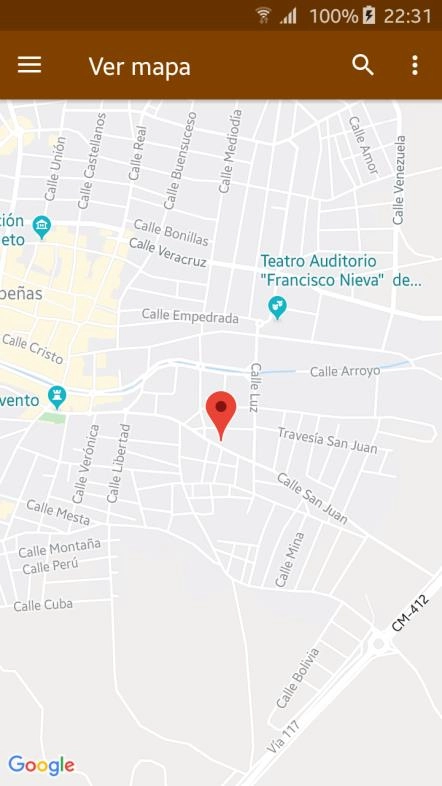 100% 22:31
Ver mapa
Calle Unión
Calle Castellanos
Calle Real
Calle Buensuceso
Calle Mediodía
Calle Amor
Calle Venezuela
ción
eto
Calle Bonillas
Calle Veracruz
Teatro Auditorio
"Francisco Nieva" de...
peñas
Calle Empedrada
Calle Cristo
Calle Arroyo
Calle Luz
vento
Calle Verónica
Calle Libertad
Travesía San Juan
Calle San Juan
Calle Mesta
Calle Mina
Calle Montaña
Calle Perú
Calle Cuba
CM-412
Calle Bolivia
Vía 117
Google